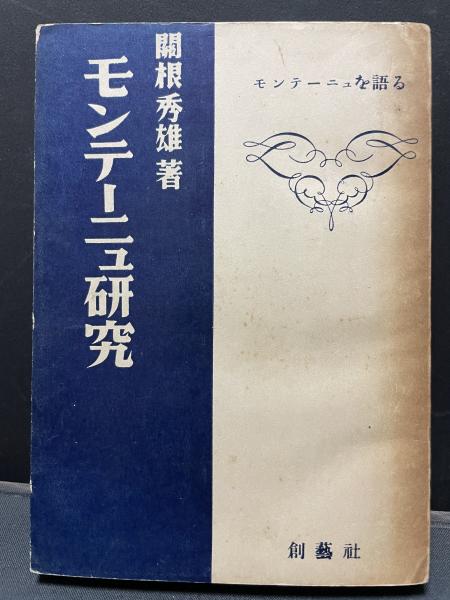 關根秀雄著
モンテーニュ研究
モンテーニュを語る
創藝社